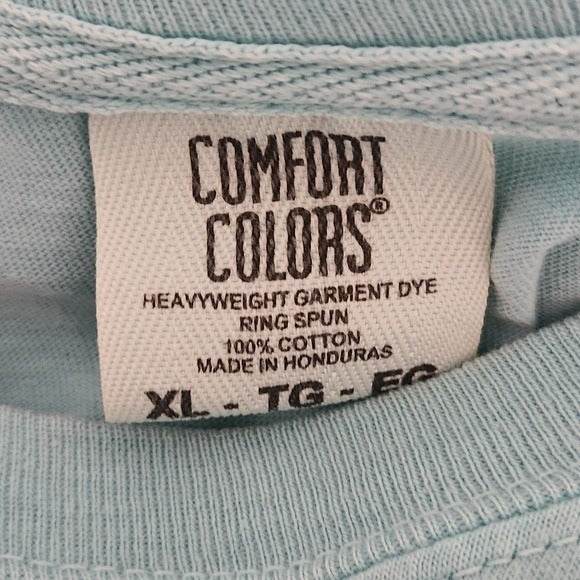 COMFORT
COLORS®
HEAVYWEIGHT GARMENT DYE
RING SPUN
100% COTTON
MADE IN HONDURAS
XL - TG - EG